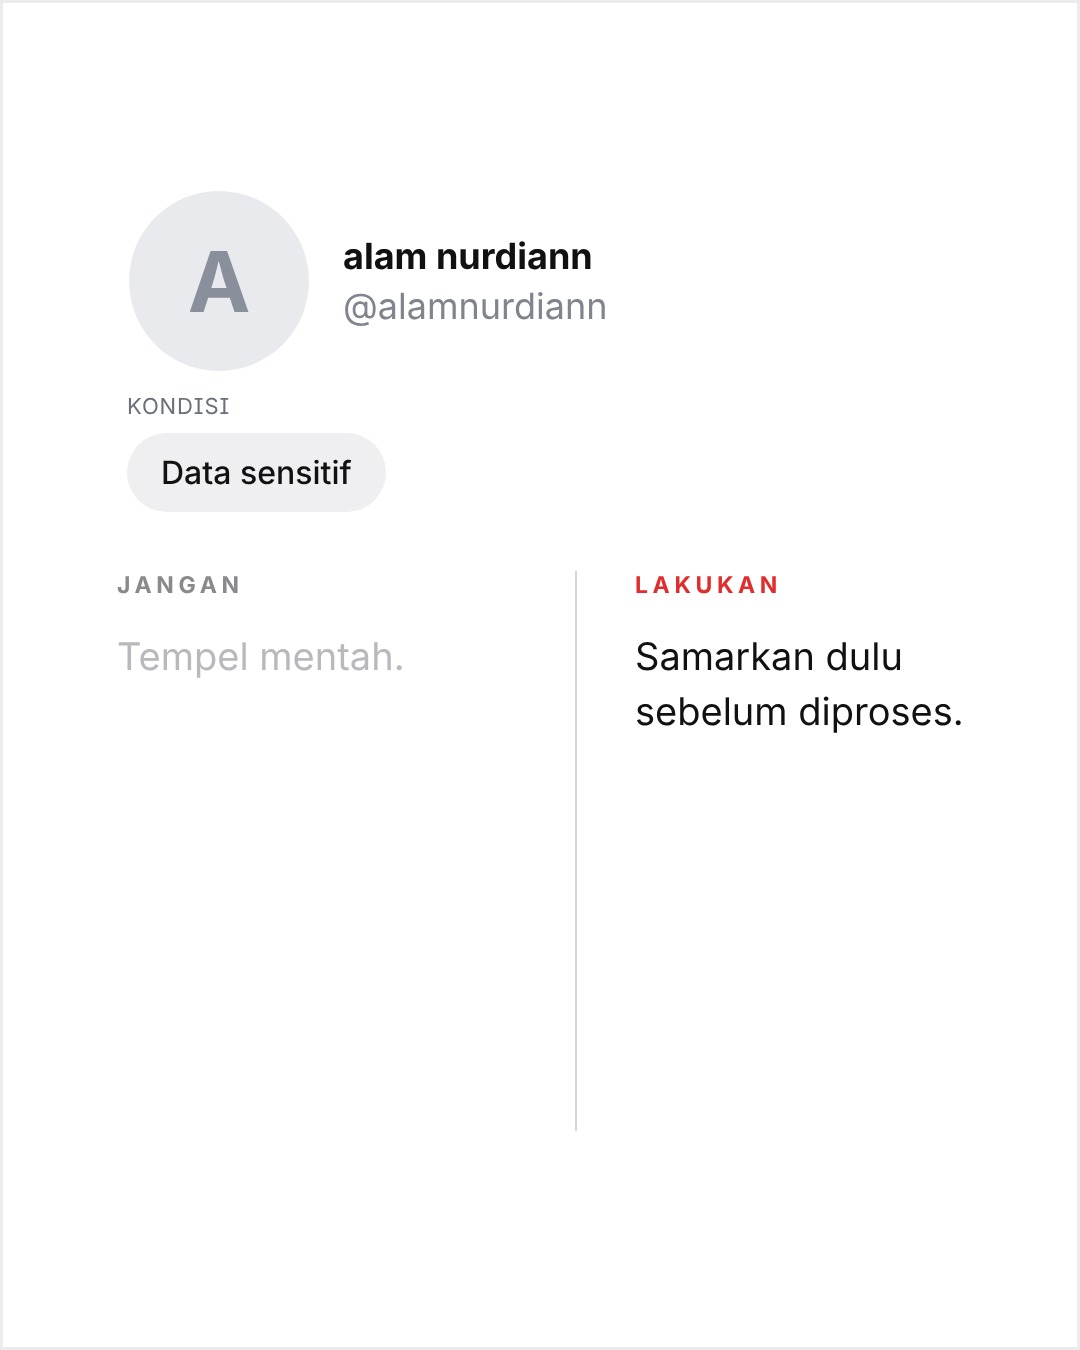 A
alam nurdiann
@alamnurdiann
KONDISI
Data sensitif
JANGAN
Tempel mentah.
LAKUKAN
Samarkan dulu
sebelum diproses.